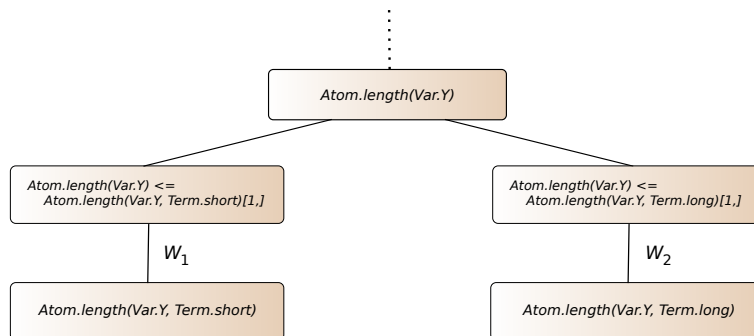 Atom.length(Var.Y)
Atom.length(Var.Y) <=
Atom.length(Var.Y, Term.short)[1,]
Atom.length(Var.Y) <=
Atom.length(Var.Y, Term.long)[1,]
W1
W2
Atom.length(Var.Y, Term.short)
Atom.length(Var.Y, Term.long)